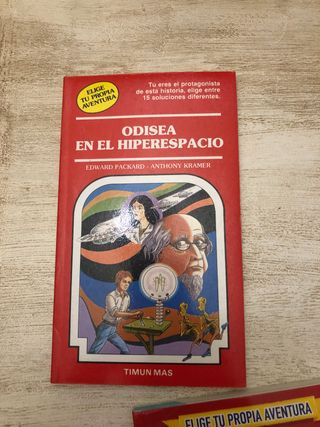 ELIGE
TU PROPIA
AVENTURA
Tu eres el protagonista
de esta historia, elige entre
15 soluciones diferentes.
ODISEA
EN EL HIPERESPACIO
EDWARD PACKARD - ANTHONY KRAMER
TIMUN MAS
ELIGE TU PROPIA AVENTURA